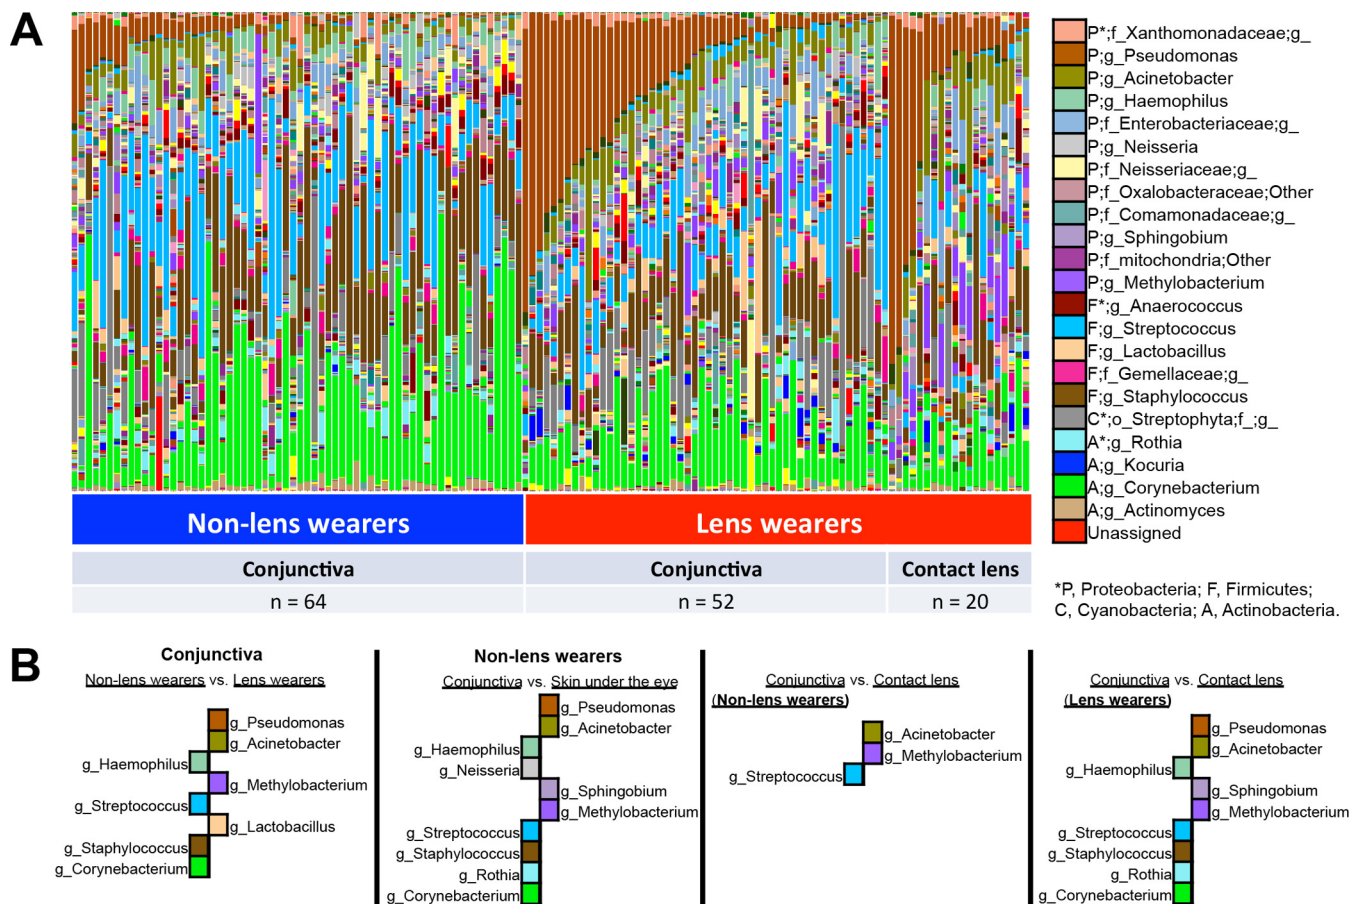 A
P*;f_Xanthomonadaceae;g_
P;g_Pseudomonas
P;g_Acinetobacter
P;g_Haemophilus
P;f_Enterobacteriaceae;g_
P;g_Neisseria
P;f_Neisseriaceae;g_
P;f_Oxalobacteraceae;Other
P;f_Comamonadaceae;g_
P;g_Sphingobium
P;f_mitochondria;Other
P;g_Methylobacterium
F*;g_Anaerococcus
F;g_Streptococcus
F;g_Lactobacillus
F;f_Gemellaceae;g_
F;g_Staphylococcus
C*;o_Streptophyta;f_;g_
A*;g_Rothia
A;g_Kocuria
A;g_Corynebacterium
A;g_Actinomyces
Unassigned
Non-lens wearers Lens wearers
Conjunctiva Conjunctiva Contact lens
n = 64 n = 52 n = 20
*P, Proteobacteria; F, Firmicutes;
C, Cyanobacteria; A, Actinobacteria.
B
Conjunctiva
Non-lens wearers vs. Lens wearers
g_Pseudomonas
g_Acinetobacter
g_Haemophilus
g_Methylobacterium
g_Streptococcus
g_Lactobacillus
g_Staphylococcus
g_Corynebacterium
Non-lens wearers
Conjunctiva vs. Skin under the eye
g_Pseudomonas
g_Acinetobacter
g_Haemophilus
g_Neisseria
g_Sphingobium
g_Methylobacterium
g_Streptococcus
g_Staphylococcus
g_Rothia
g_Corynebacterium
Conjunctiva vs. Contact lens
(Non-lens wearers)
g_Acinetobacter
g_Methylobacterium
g_Streptococcus
Conjunctiva vs. Contact lens
(Lens wearers)
g_Pseudomonas
g_Acinetobacter
g_Haemophilus
g_Sphingobium
g_Methylobacterium
g_Streptococcus
g_Staphylococcus
g_Rothia
g_Corynebacterium